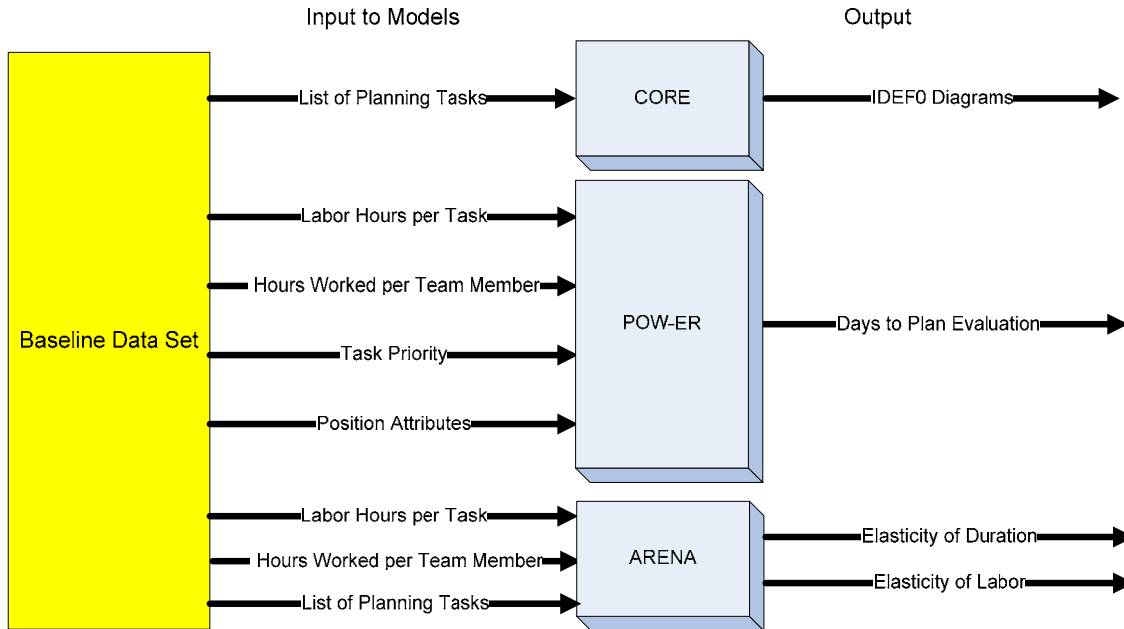 Input to Models
Output
Baseline Data Set
List of Planning Tasks
CORE
IDEF0 Diagrams
Labor Hours per Task
Hours Worked per Team Member
Task Priority
Position Attributes
POW-ER
Days to Plan Evaluation
Labor Hours per Task
Hours Worked per Team Member
List of Planning Tasks
ARENA
Elasticity of Duration
Elasticity of Labor